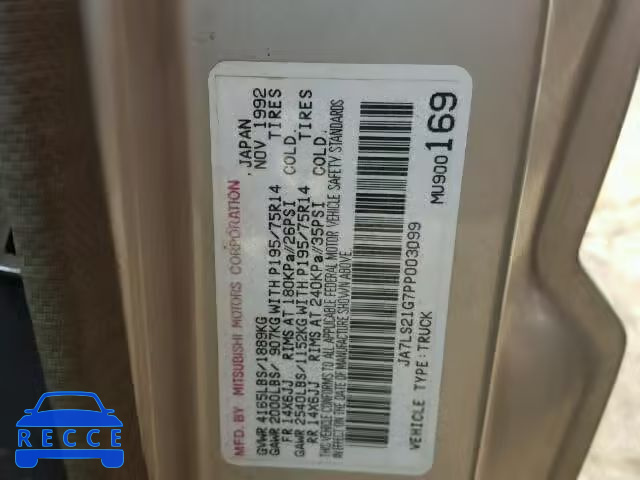 MFD. BY MITSUBISHI MOTORS CORPORATION, JAPAN
GVWR 4165LBS/1889KG NOV 1992
GAWR 2000LBS/ 907KG WITH P195/75R14 TIRES
FR 14X6JJ RIMS AT 180KPa//26PSI COLD.
GAWR 2540LBS/1152KG WITH P195/75R14 TIRES
RR 14X6JJ RIMS AT 240KPa//35PSI COLD.
THIS VEHICLE CONFORMS TO ALL APPLICABLE FEDERAL MOTOR VEHICLE SAFETY STANDARDS
IN EFFECT ON THE DATE OF MANUFACTURE SHOWN ABOVE.
JA7LS21G7PP003099
VEHICLE TYPE: TRUCK MU900169
RECCE